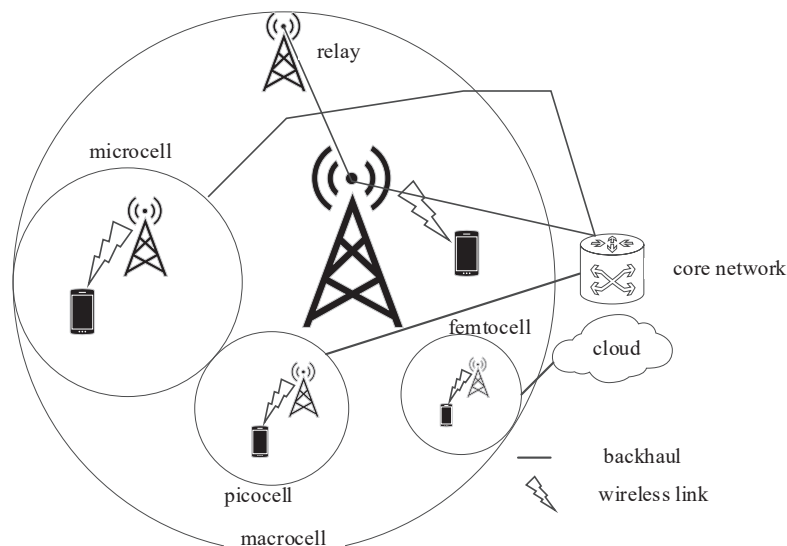 relay
microcell
core network
femtocell
cloud
backhaul
picocell
wireless link
macrocell